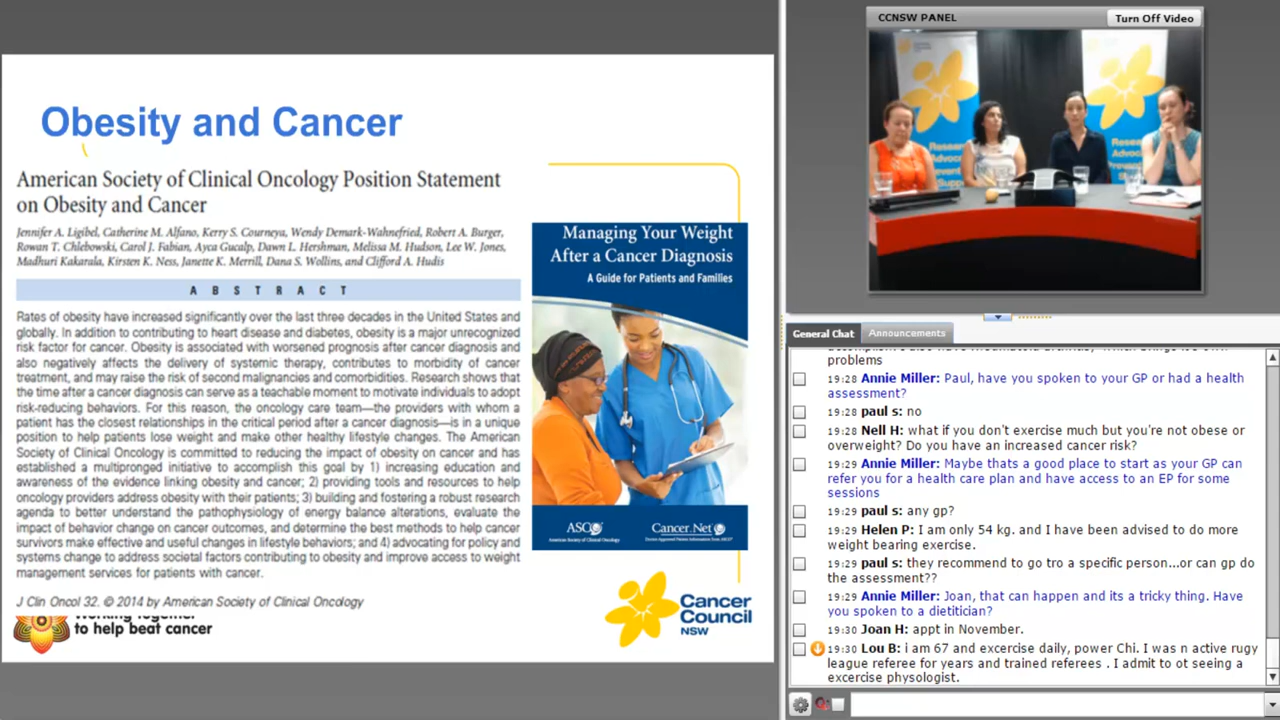 Obesity and Cancer
American Society of Clinical Oncology Position Statement
on Obesity and Cancer
Jennifer A. Ligibel, Catherine M. Alfano, Kerry S. Courneya, Wendy Demark-Wahnefried, Robert A. Burger,
Rowan T. Chlebowski, Carol J. Fabian, Ayca Gucalp, Dawn L. Hershman, Melissa M. Hudson, Lee W. Jones,
Madhuri Kakarala, Kirsten K. Ness, Janette K. Merrill, Dana S. Wollins, and Clifford A. Hudis
A B S T R A C T
Rates of obesity have increased significantly over the last three decades in the United States and
globally. In addition to contributing to heart disease and diabetes, obesity is a major unrecognized
risk factor for cancer. Obesity is associated with worsened prognosis after cancer diagnosis and
also negatively affects the delivery of systemic therapy, contributes to morbidity of cancer
treatment, and may raise the risk of second malignancies and comorbidities. Research shows that
the time after a cancer diagnosis can serve as a teachable moment to motivate individuals to adopt
risk-reducing behaviors. For this reason, the oncology care team—the providers with whom a
patient has the closest relationships in the critical period after a cancer diagnosis—is in a unique
position to help patients lose weight and make other healthy lifestyle changes. The American
Society of Clinical Oncology is committed to reducing the impact of obesity on cancer and has
established a multipronged initiative to accomplish this goal by 1) increasing education and
awareness of the evidence linking obesity and cancer; 2) providing tools and resources to help
oncology providers address obesity with their patients; 3) building and fostering a robust research
agenda to better understand the pathophysiology of energy balance alterations, evaluate the
impact of behavior change on cancer outcomes, and determine the best methods to help cancer
survivors make effective and useful changes in lifestyle behaviors; and 4) advocating for policy and
systems change to address societal factors contributing to obesity and improve access to weight
management services for patients with cancer.
J Clin Oncol 32. © 2014 by American Society of Clinical Oncology
to help beat cancer
Managing Your Weight
After a Cancer Diagnosis
A Guide for Patients and Families
ASCO
American Society of Clinical Oncology
Cancer.Net
Doctor-Approved Patient Information from ASCO
Cancer
Council
NSW
CCNSW PANEL
Turn Off Video
General Chat
Announcements
problems
19:28 Annie Miller: Paul, have you spoken to your GP or had a health
assessment?
19:28 paul s: no
19:28 Nell H: what if you don't exercise much but you're not obese or
overweight? Do you have an increased cancer risk?
19:29 Annie Miller: Maybe thats a good place to start as your GP can
refer you for a health care plan and have access to an EP for some
sessions
19:29 paul s: any gp?
19:29 Helen P: I am only 54 kg. and I have been advised to do more
weight bearing exercise.
19:29 paul s: they recommend to go tro a specific person...or can gp do
the assessment??
19:29 Annie Miller: Joan, that can happen and its a tricky thing. Have
you spoken to a dietitician?
19:30 Joan H: appt in November.
19:30 Lou B: i am 67 and excercise daily, power Chi. I was n active rugy
league referee for years and trained referees . I admit to ot seeing a
excercise physologist.